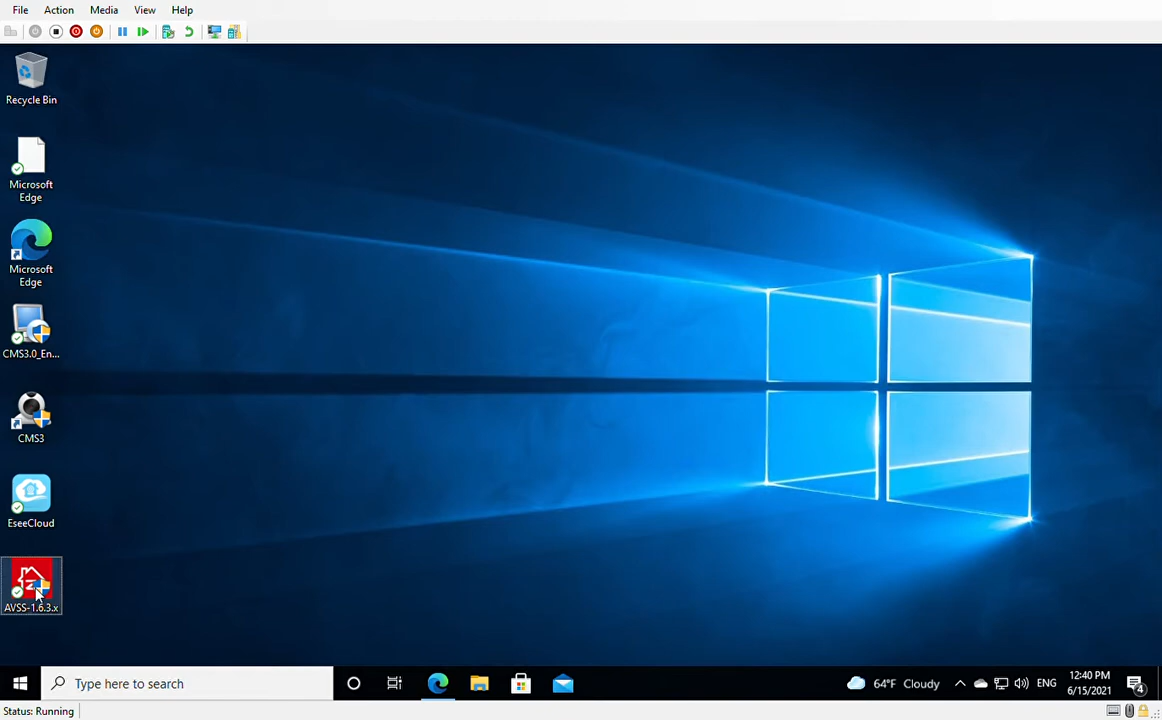 File Action Media View Help
Recycle Bin
Microsoft
Edge
Microsoft
Edge
CMS3.0_En...
CMS3
EseeCloud
AVSS-1.6.3.x
Type here to search
64°F Cloudy
ENG
12:40 PM
6/15/2021
4
Status: Running